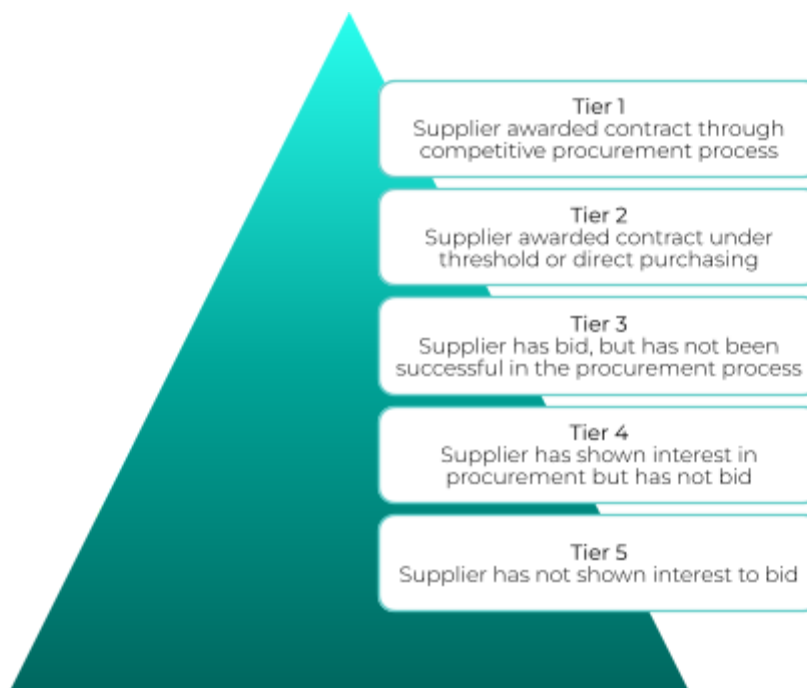 Tier 1
Supplier awarded contract through
competitive procurement process
Tier 2
Supplier awarded contract under
threshold or direct purchasing
Tier 3
Supplier has bid, but has not been
successful in the procurement process
Tier 4
Supplier has shown interest in
procurement but has not bid
Tier 5
Supplier has not shown interest to bid